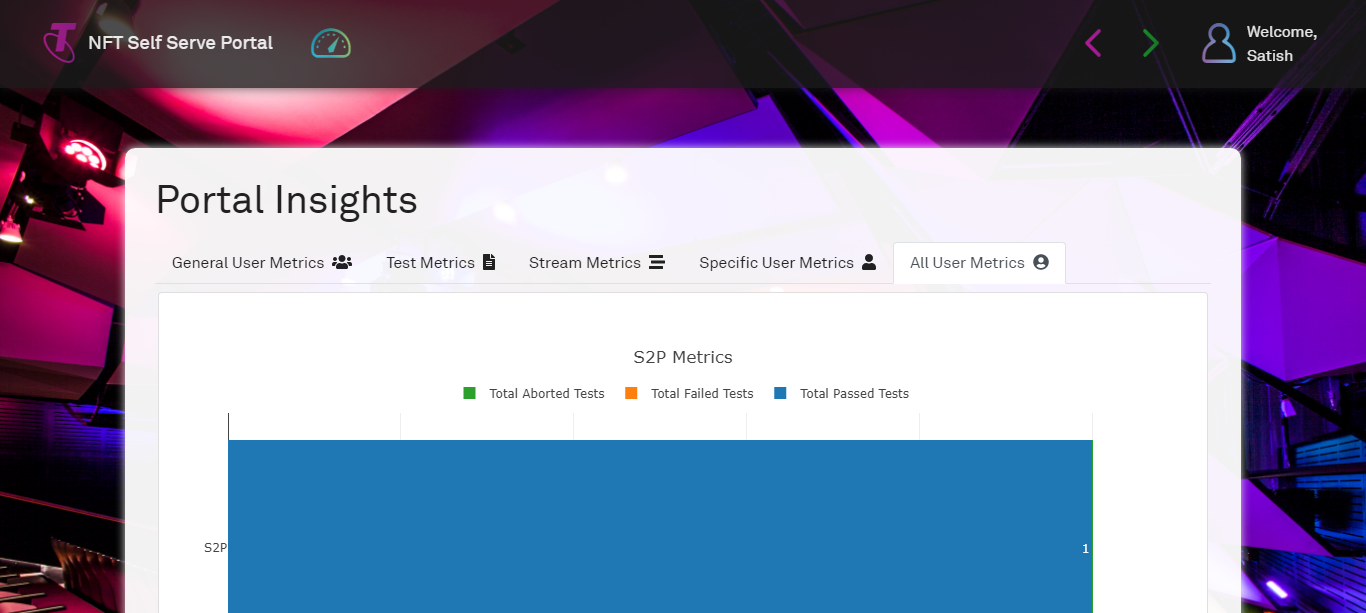 NFT Self Serve Portal
Welcome,
Satish
Portal Insights
General User Metrics
Test Metrics
Stream Metrics
Specific User Metrics
All User Metrics
S2P Metrics
Total Aborted Tests
Total Failed Tests
Total Passed Tests
S2P
1